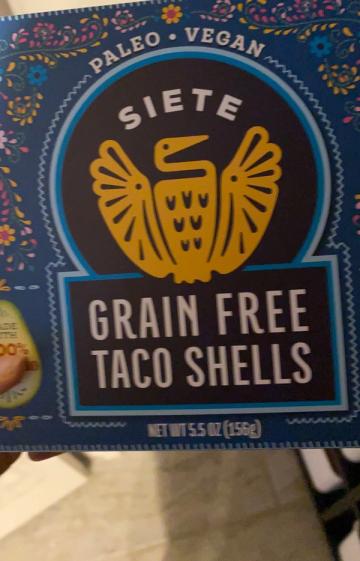 PALEO • VEGAN
SIETE
GRAIN FREE
TACO SHELLS
NET WT 5.5 OZ (156g)